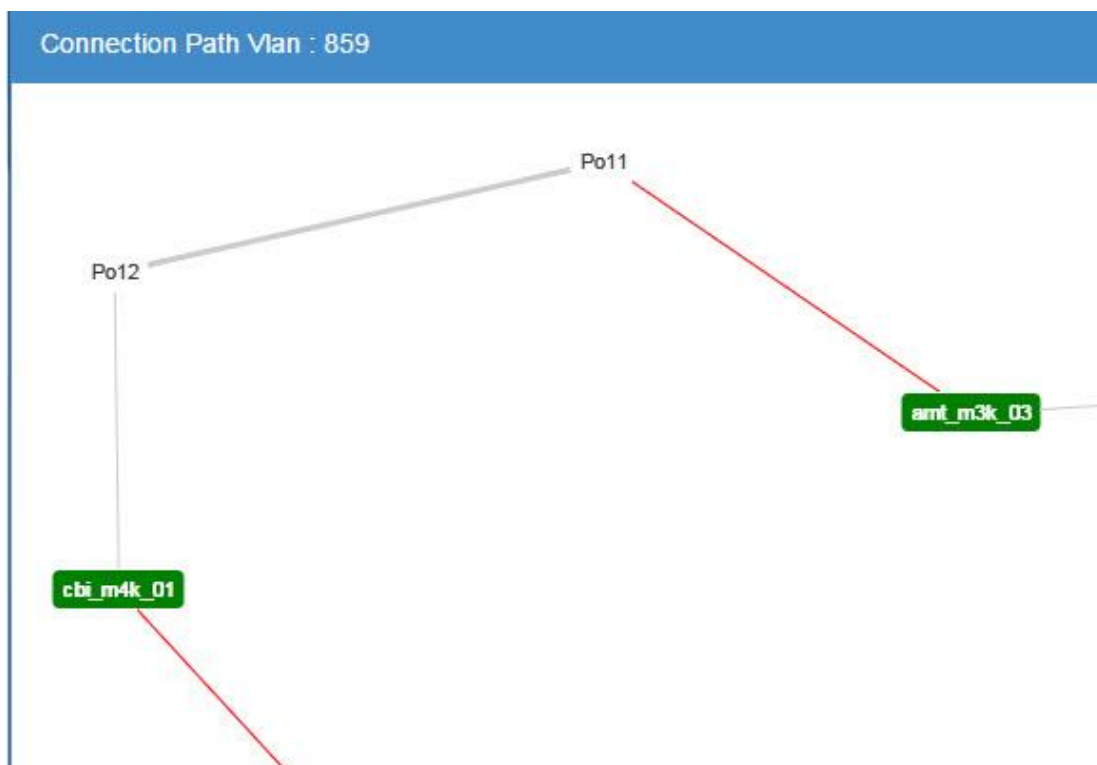 Connection Path Vlan : 859
Po11
Po12
amt_m3k_03
cbi_m4k_01